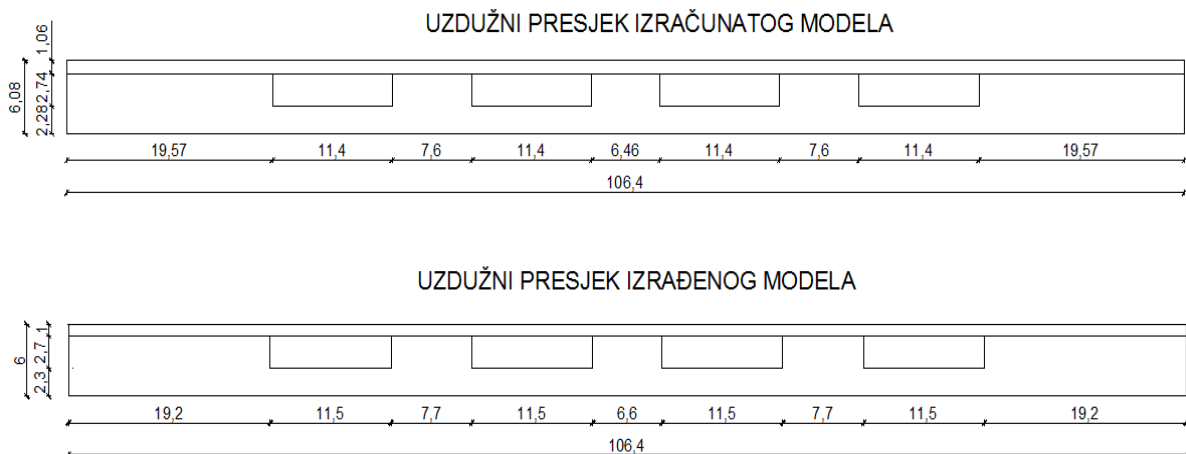 UZDUŽNI PRESJEK IZRAČUNATOG MODELA
1,06
6,08
2,74
2,28
19,57 11,4 7,6 11,4 6,46 11,4 7,6 11,4 19,57
106,4
UZDUŽNI PRESJEK IZRAĐENOG MODELA
1
6
2,7
2,3
19,2 11,5 7,7 11,5 6,6 11,5 7,7 11,5 19,2
106,4